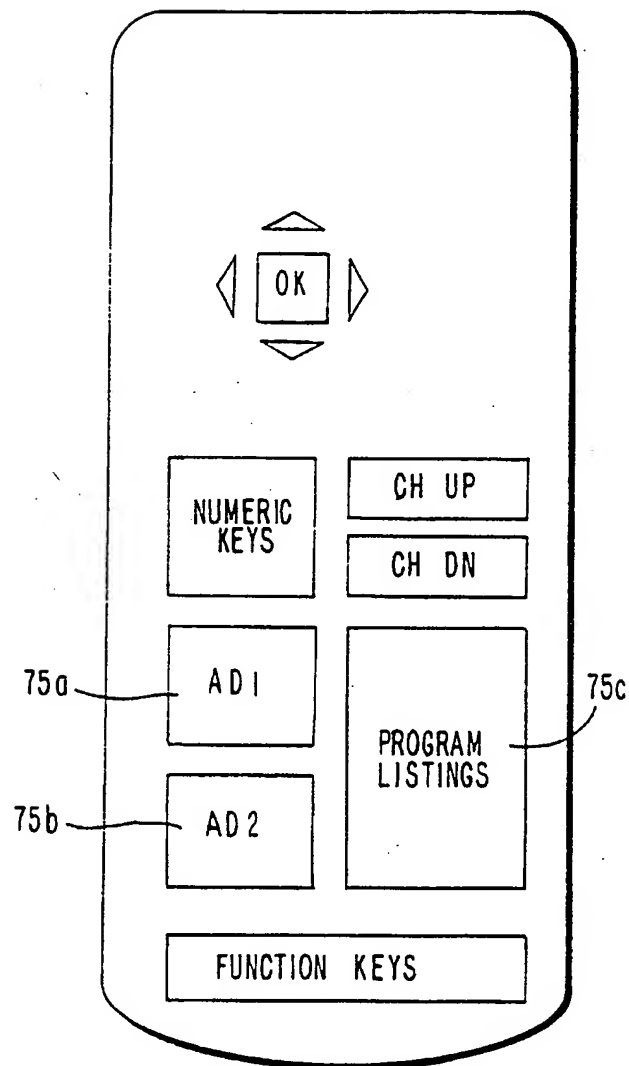 OK
NUMERIC
KEYS
CH UP
CH DN
75a
AD1
75c
PROGRAM
LISTINGS
75b
AD2
FUNCTION KEYS